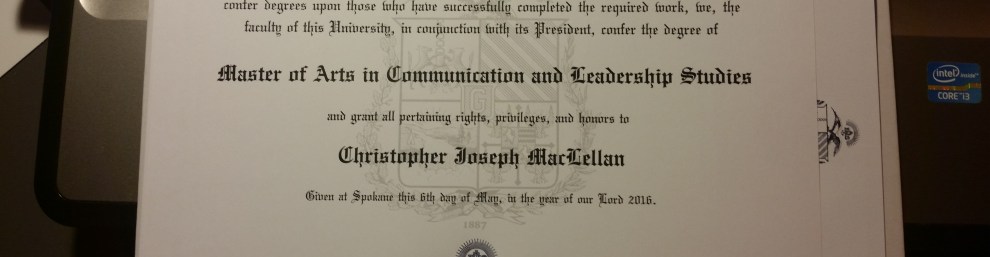 confer degrees upon those who have successfully completed the required work, we, the
faculty of this University, in conjunction with its President, confer the degree of
Master of Arts in Communication and Leadership Studies
and grant all pertaining rights, privileges, and honors to
Christopher Joseph MacLellan
Given at Spokane this 6th day of May, in the year of our Lord 2016.
1887
intel inside™
CORE™i3